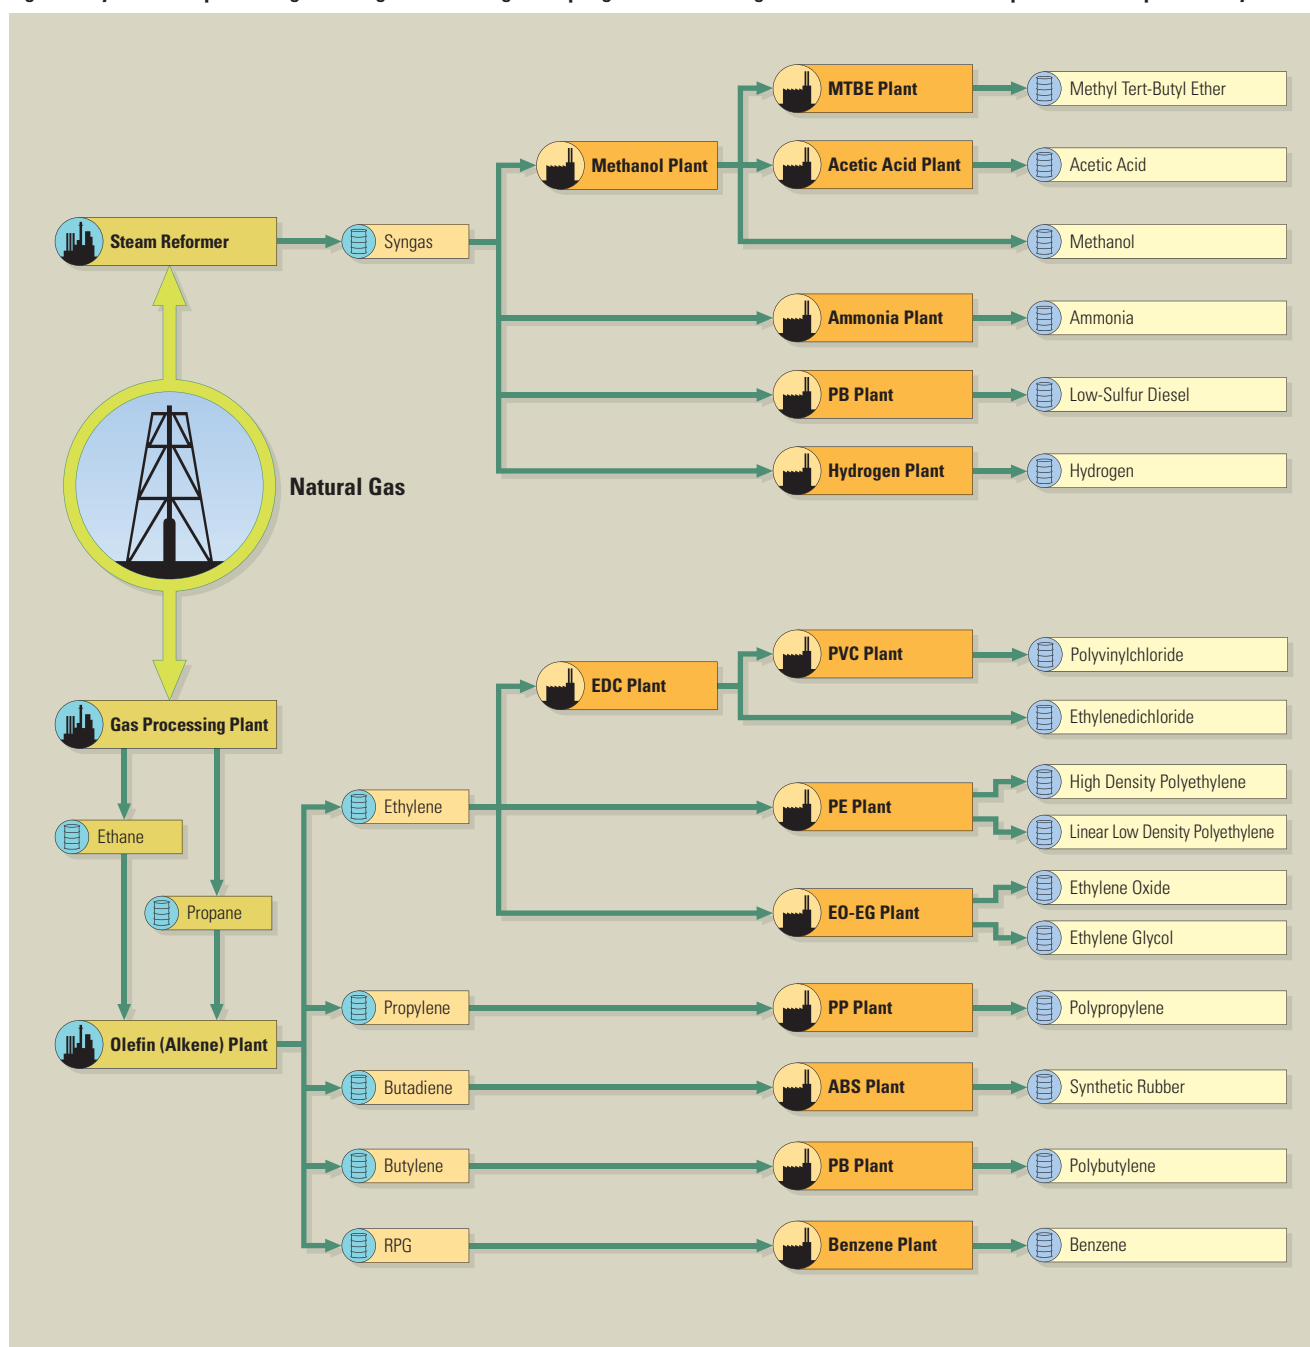 MTBE Plant
Methyl Tert-Butyl Ether
Methanol Plant
Acetic Acid Plant
Acetic Acid
Steam Reformer
Syngas
Methanol
Ammonia Plant
Ammonia
PB Plant
Low-Sulfur Diesel
Hydrogen Plant
Hydrogen
Natural Gas
PVC Plant
Polyvinylchloride
EDC Plant
Ethylenedichloride
Gas Processing Plant
High Density Polyethylene
Ethylene
PE Plant
Linear Low Density Polyethylene
Ethane
Ethylene Oxide
Propane
EO-EG Plant
Ethylene Glycol
Propylene
PP Plant
Polypropylene
Olefin (Alkene) Plant
Butadiene
ABS Plant
Synthetic Rubber
Butylene
PB Plant
Polybutylene
RPG
Benzene Plant
Benzene